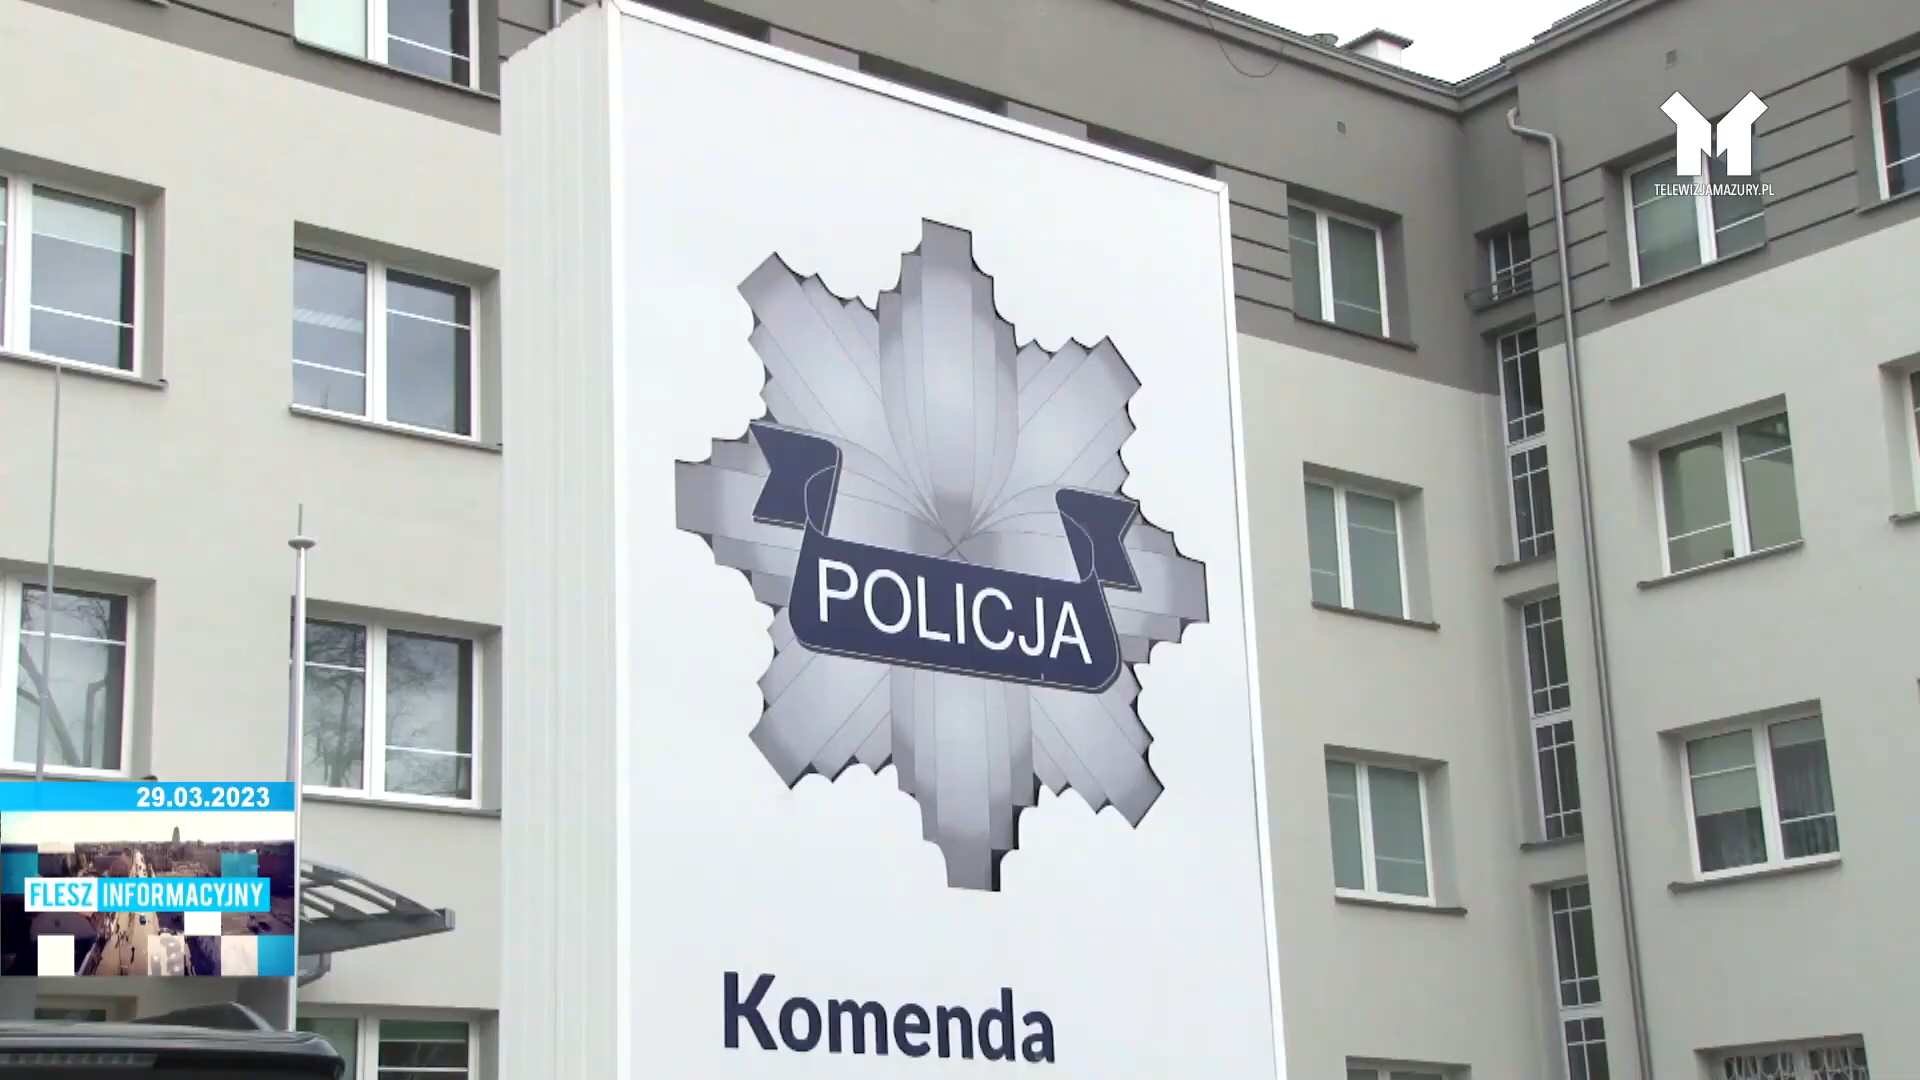 TELEWIZJAMAZURY.PL
POLICJA
29.03.2023
FLESZ INFORMACYJNY
Komenda